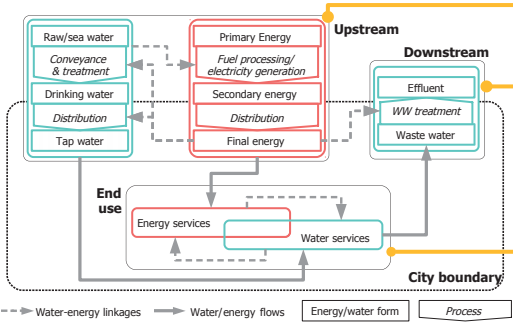 Raw/sea water
Conveyance
& treatment
Drinking water
Distribution
Tap water
Primary Energy
Fuel processing/
electricity generation
Secondary energy
Distribution
Final energy
Upstream
Downstream
Effluent
WW treatment
Waste water
End
use
Energy services
Water services
City boundary
Water-energy linkages
Water/energy flows
Energy/water form
Process